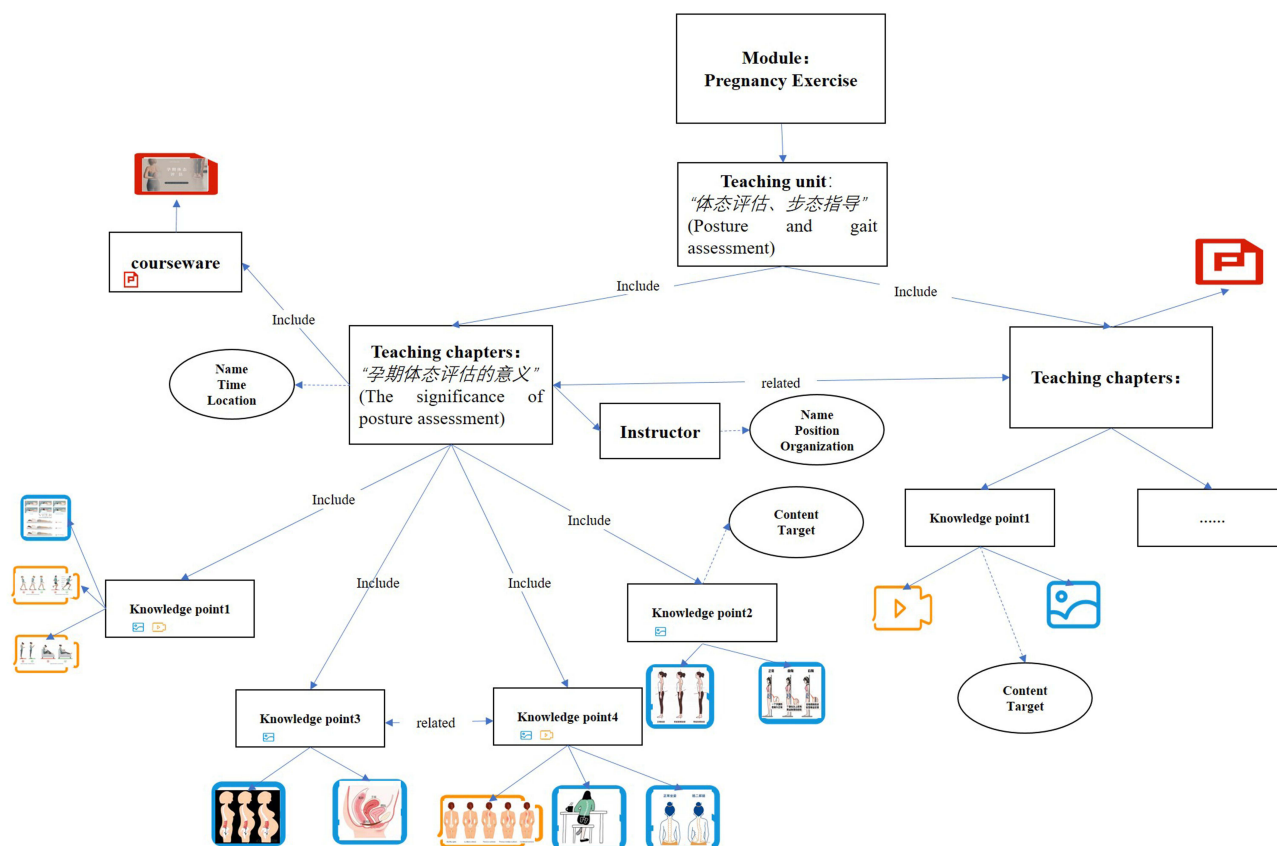 Module：
Pregnancy Exercise
Teaching unit：
“体态评估、步态指导”
(Posture and gait
assessment)
courseware
Include
Include
Include
Teaching chapters：
“孕期体态评估的意义”
(The significance of
posture assessment)
Name
Time
Location
related
Teaching chapters：
Instructor
Name
Position
Organization
Include
Include
Include
Include
Content
Target
Knowledge point1
……
Knowledge point1
Knowledge point2
Content
Target
Knowledge point3
related
Knowledge point4